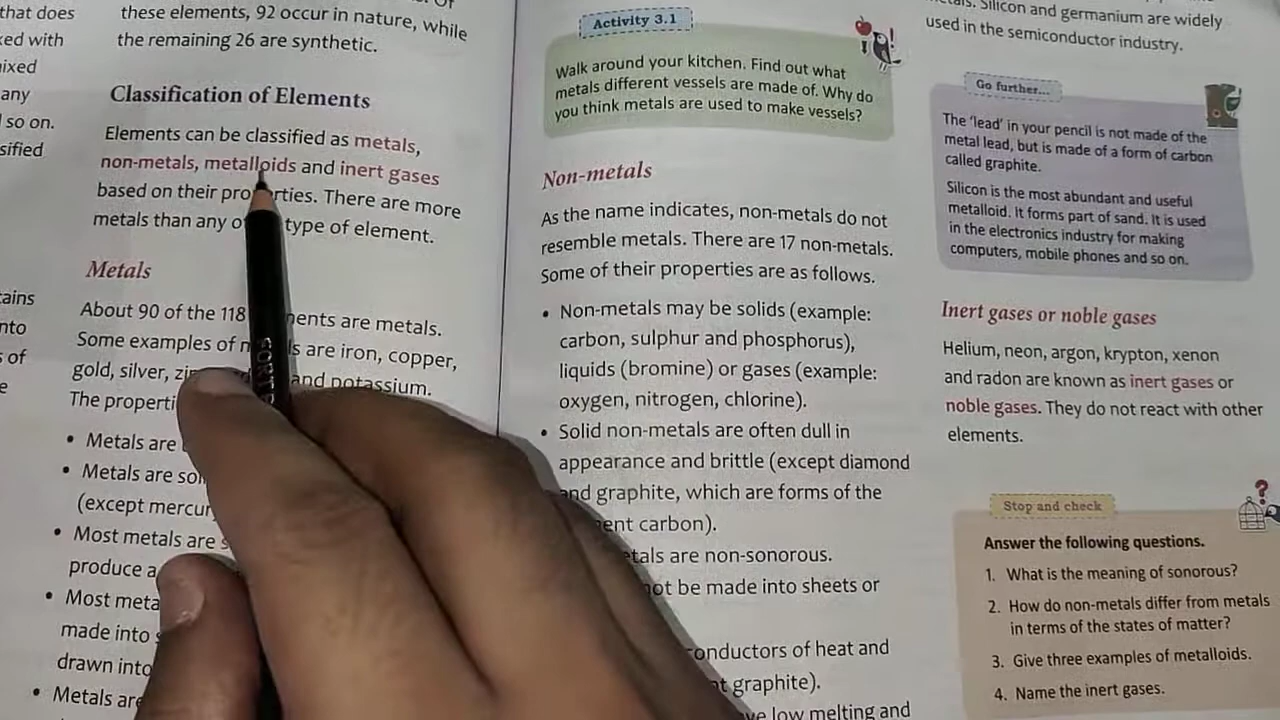 that does
ked with
ixed
any
so on.
sified
tains
nto
s of
e
these elements, 92 occur in nature, while
the remaining 26 are synthetic.
Classification of Elements
Elements can be classified as metals,
non-metals, metalloids and inert gases
based on their properties. There are more
metals than any type of element.
Metals
About 90 of the 118 ents are metals.
Some examples of are iron, copper,
gold, silver, and potassium.
The properti
• Metals are
• Metals are sol
(except mercur
• Most metals are s
produce a
• Most meta
made into s
drawn into
• Metals are
Activity 3.1
Walk around your kitchen. Find out what
metals different vessels are made of. Why do
you think metals are used to make vessels?
Non-metals
As the name indicates, non-metals do not
resemble metals. There are 17 non-metals.
Some of their properties are as follows.
• Non-metals may be solids (example:
carbon, sulphur and phosphorus),
liquids (bromine) or gases (example:
oxygen, nitrogen, chlorine).
• Solid non-metals are often dull in
appearance and brittle (except diamond
and graphite, which are forms of the
ent carbon).
tals are non-sonorous.
not be made into sheets or
onductors of heat and
t graphite).
ve low melting and
metals. Silicon and germanium are widely
used in the semiconductor industry.
Go further...
The 'lead' in your pencil is not made of the
metal lead, but is made of a form of carbon
called graphite.
Silicon is the most abundant and useful
metalloid. It forms part of sand. It is used
in the electronics industry for making
computers, mobile phones and so on.
Inert gases or noble gases
Helium, neon, argon, krypton, xenon
and radon are known as inert gases or
noble gases. They do not react with other
elements.
Stop and check
Answer the following questions.
1. What is the meaning of sonorous?
2. How do non-metals differ from metals
in terms of the states of matter?
3. Give three examples of metalloids.
4. Name the inert gases.